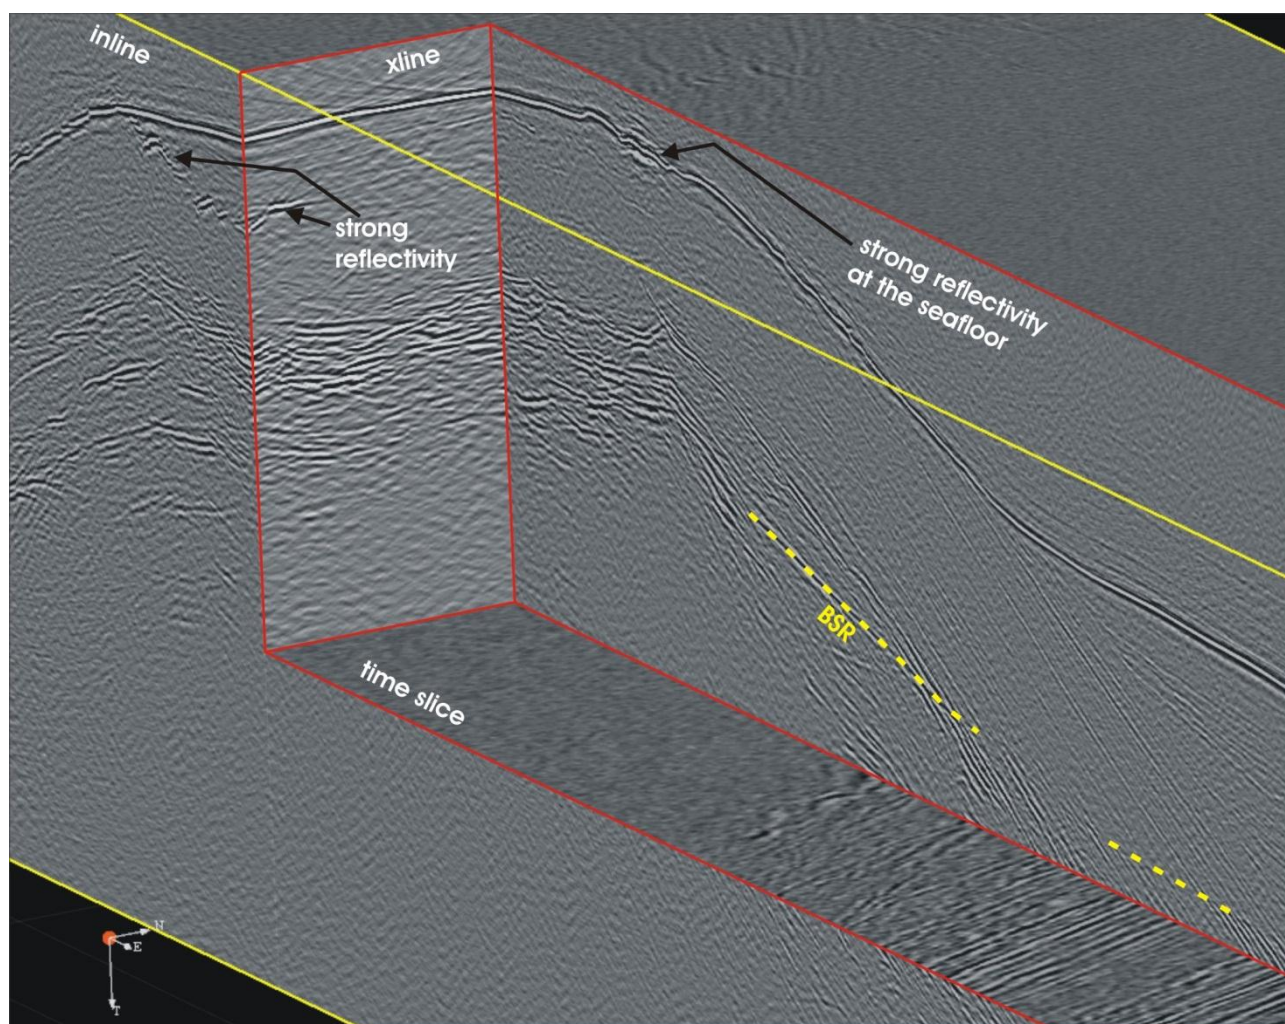 inline
xline
strong
reflectivity
strong reflectivity
at the seafloor
BSR
time slice
N
E
T